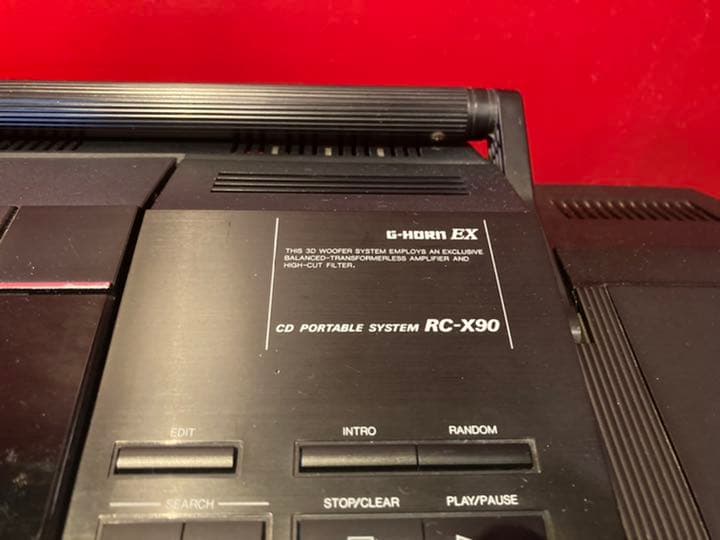 G-HORN EX
THIS 3D WOOFER SYSTEM EMPLOYS AN EXCLUSIVE
BALANCED-TRANSFORMERLESS AMPLIFIER AND
HIGH-CUT FILTER.
CD PORTABLE SYSTEM RC-X90
EDIT
INTRO
RANDOM
SEARCH
STOP/CLEAR
PLAY/PAUSE